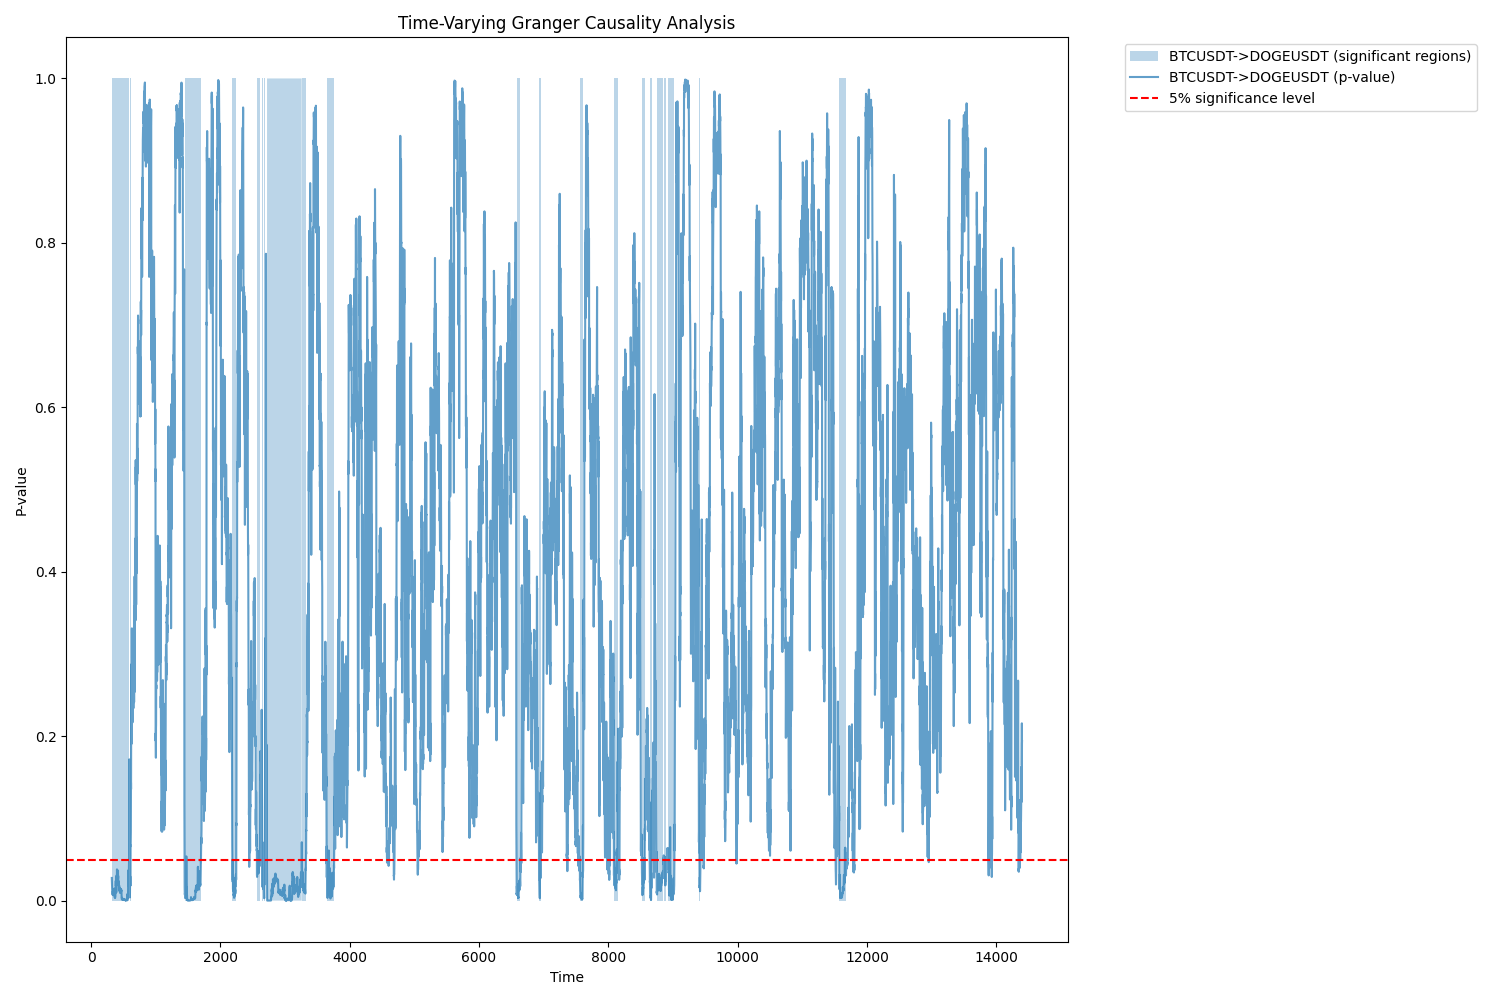 Time-Varying Granger Causality Analysis
BTCUSDT->DOGEUSDT (significant regions)
BTCUSDT->DOGEUSDT (p-value)
5% significance level
P-value
1.0
0.8
0.6
0.4
0.2
0.0
0 2000 4000 6000 8000 10000 12000 14000
Time